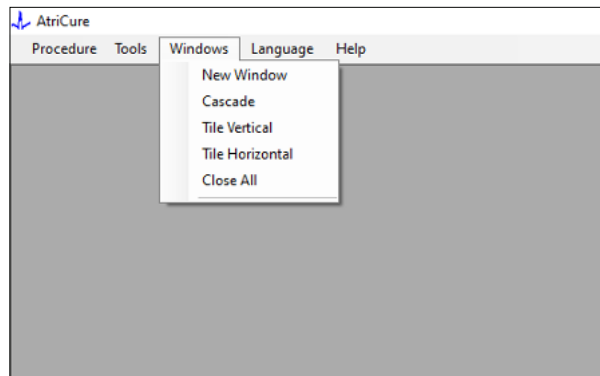 AtriCure
Procedure Tools Windows Language Help
New Window
Cascade
Tile Vertical
Tile Horizontal
Close All